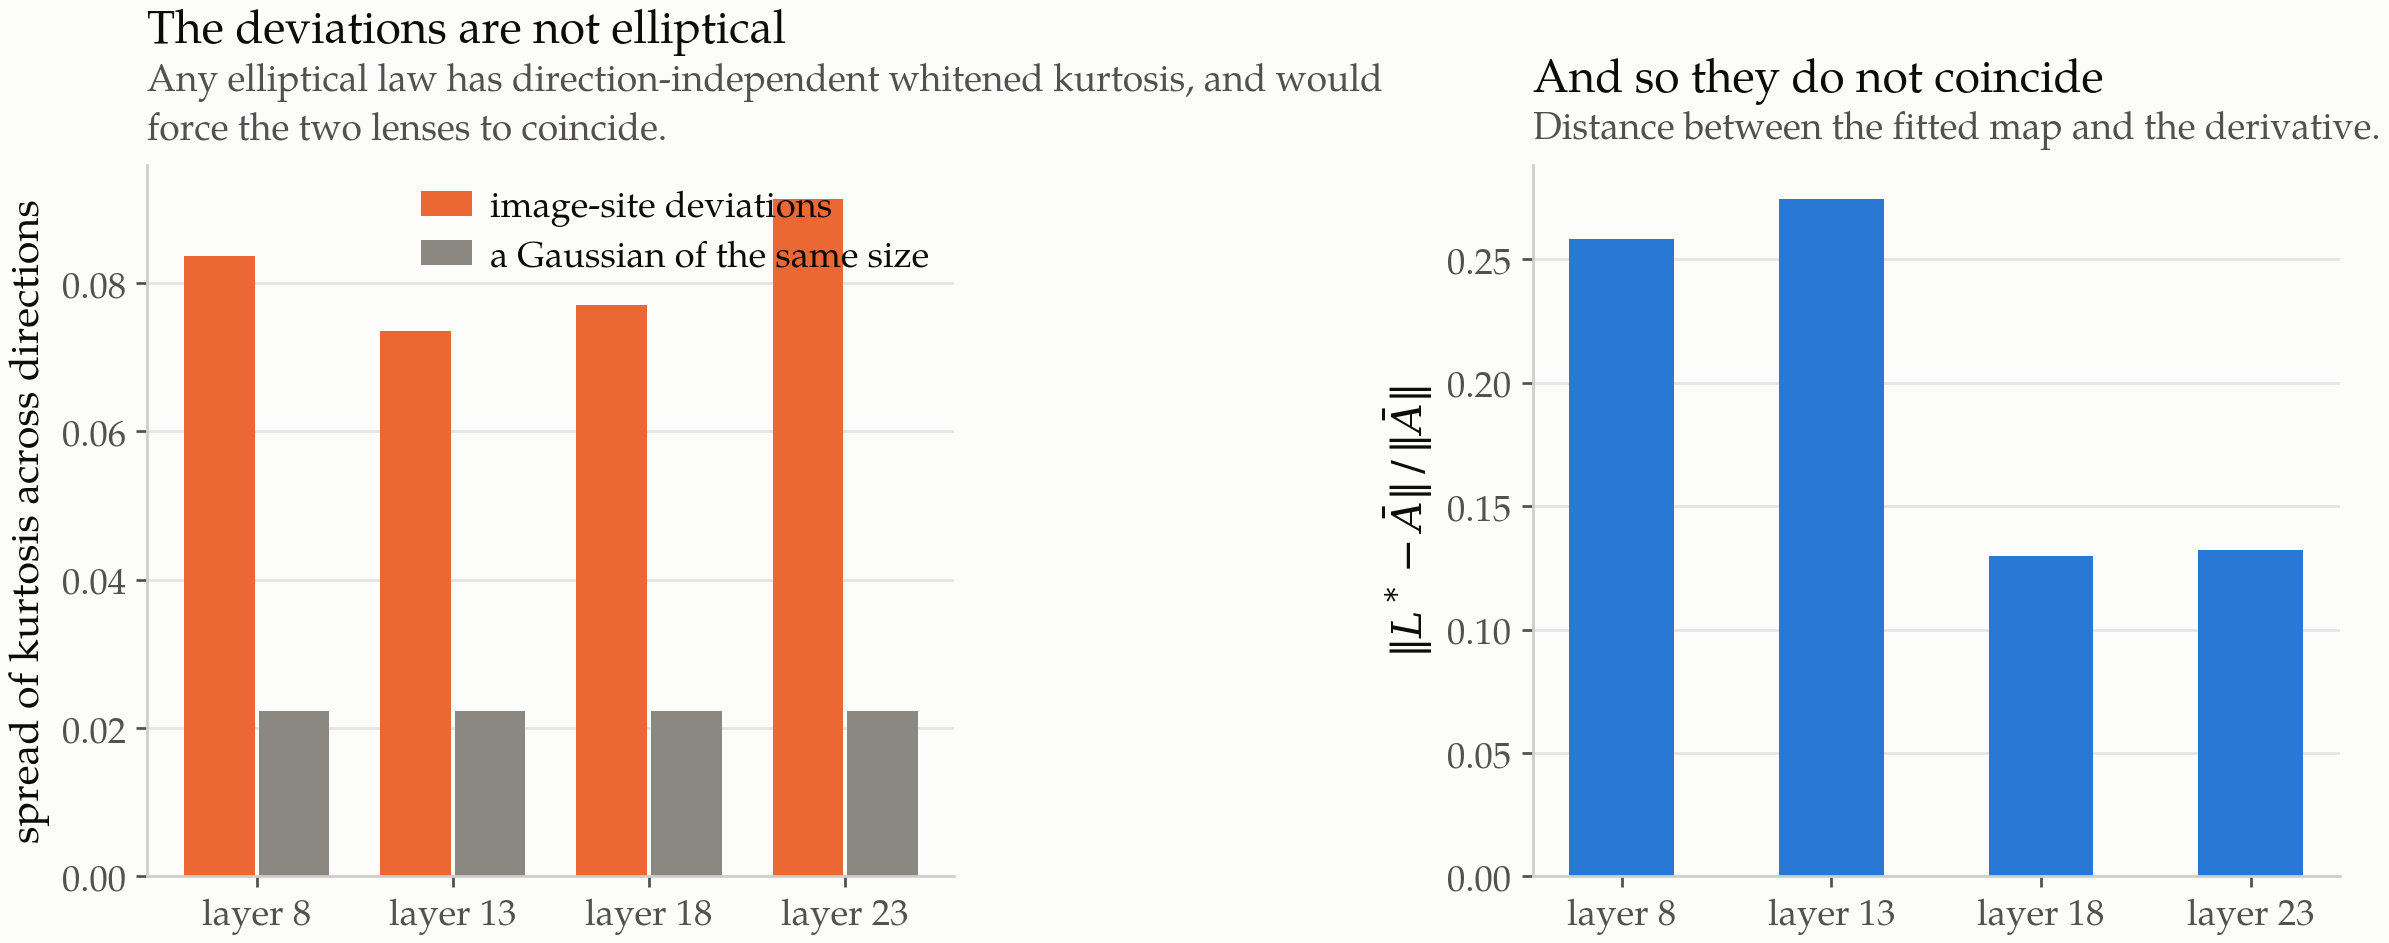 The deviations are not elliptical
Any elliptical law has direction-independent whitened kurtosis, and would
force the two lenses to coincide.
spread of kurtosis across directions
image-site deviations
a Gaussian of the same size
0.08
0.06
0.04
0.02
0.00
layer 8
layer 13
layer 18
layer 23
And so they do not coincide
Distance between the fitted map and the derivative.
‖L* − Ā‖ / ‖Ā‖
0.25
0.20
0.15
0.10
0.05
0.00
layer 8
layer 13
layer 18
layer 23